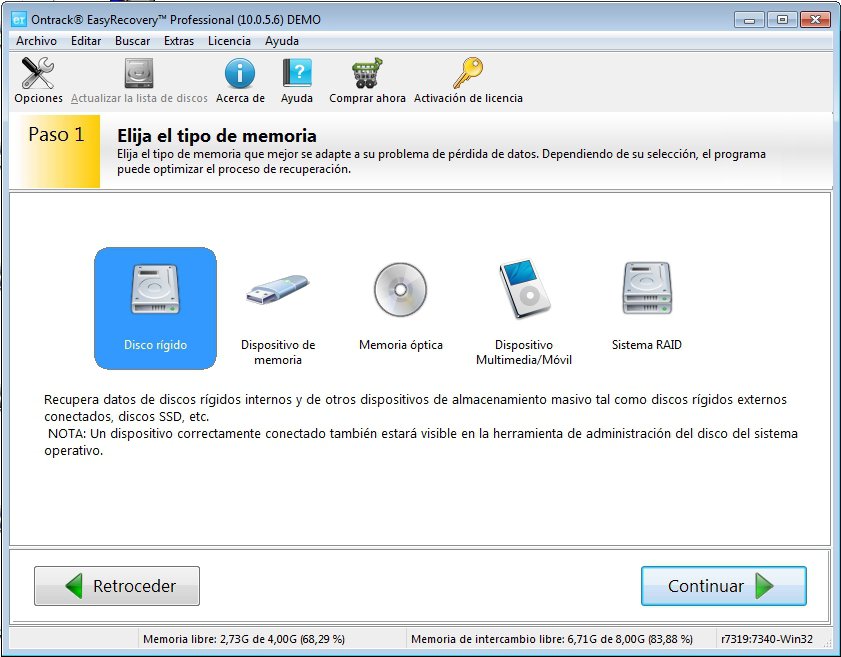 Ontrack® EasyRecovery™ Professional (10.0.5.6) DEMO
Archivo Editar Buscar Extras Licencia Ayuda
Opciones Actualizar la lista de discos Acerca de Ayuda Comprar ahora Activación de licencia
Paso 1
Elija el tipo de memoria
Elija el tipo de memoria que mejor se adapte a su problema de pérdida de datos. Dependiendo de su selección, el programa
puede optimizar el proceso de recuperación.
Disco rígido
Dispositivo de
memoria
Memoria óptica
Dispositivo
Multimedia/Móvil
Sistema RAID
Recupera datos de discos rígidos internos y de otros dispositivos de almacenamiento masivo tal como discos rígidos externos
conectados, discos SSD, etc.
NOTA: Un dispositivo correctamente conectado también estará visible en la herramienta de administración del disco del sistema
operativo.
Retroceder
Continuar
Memoria libre: 2,73G de 4,00G (68,29 %) Memoria de intercambio libre: 6,71G de 8,00G (83,88 %) r7319:7340-Win32